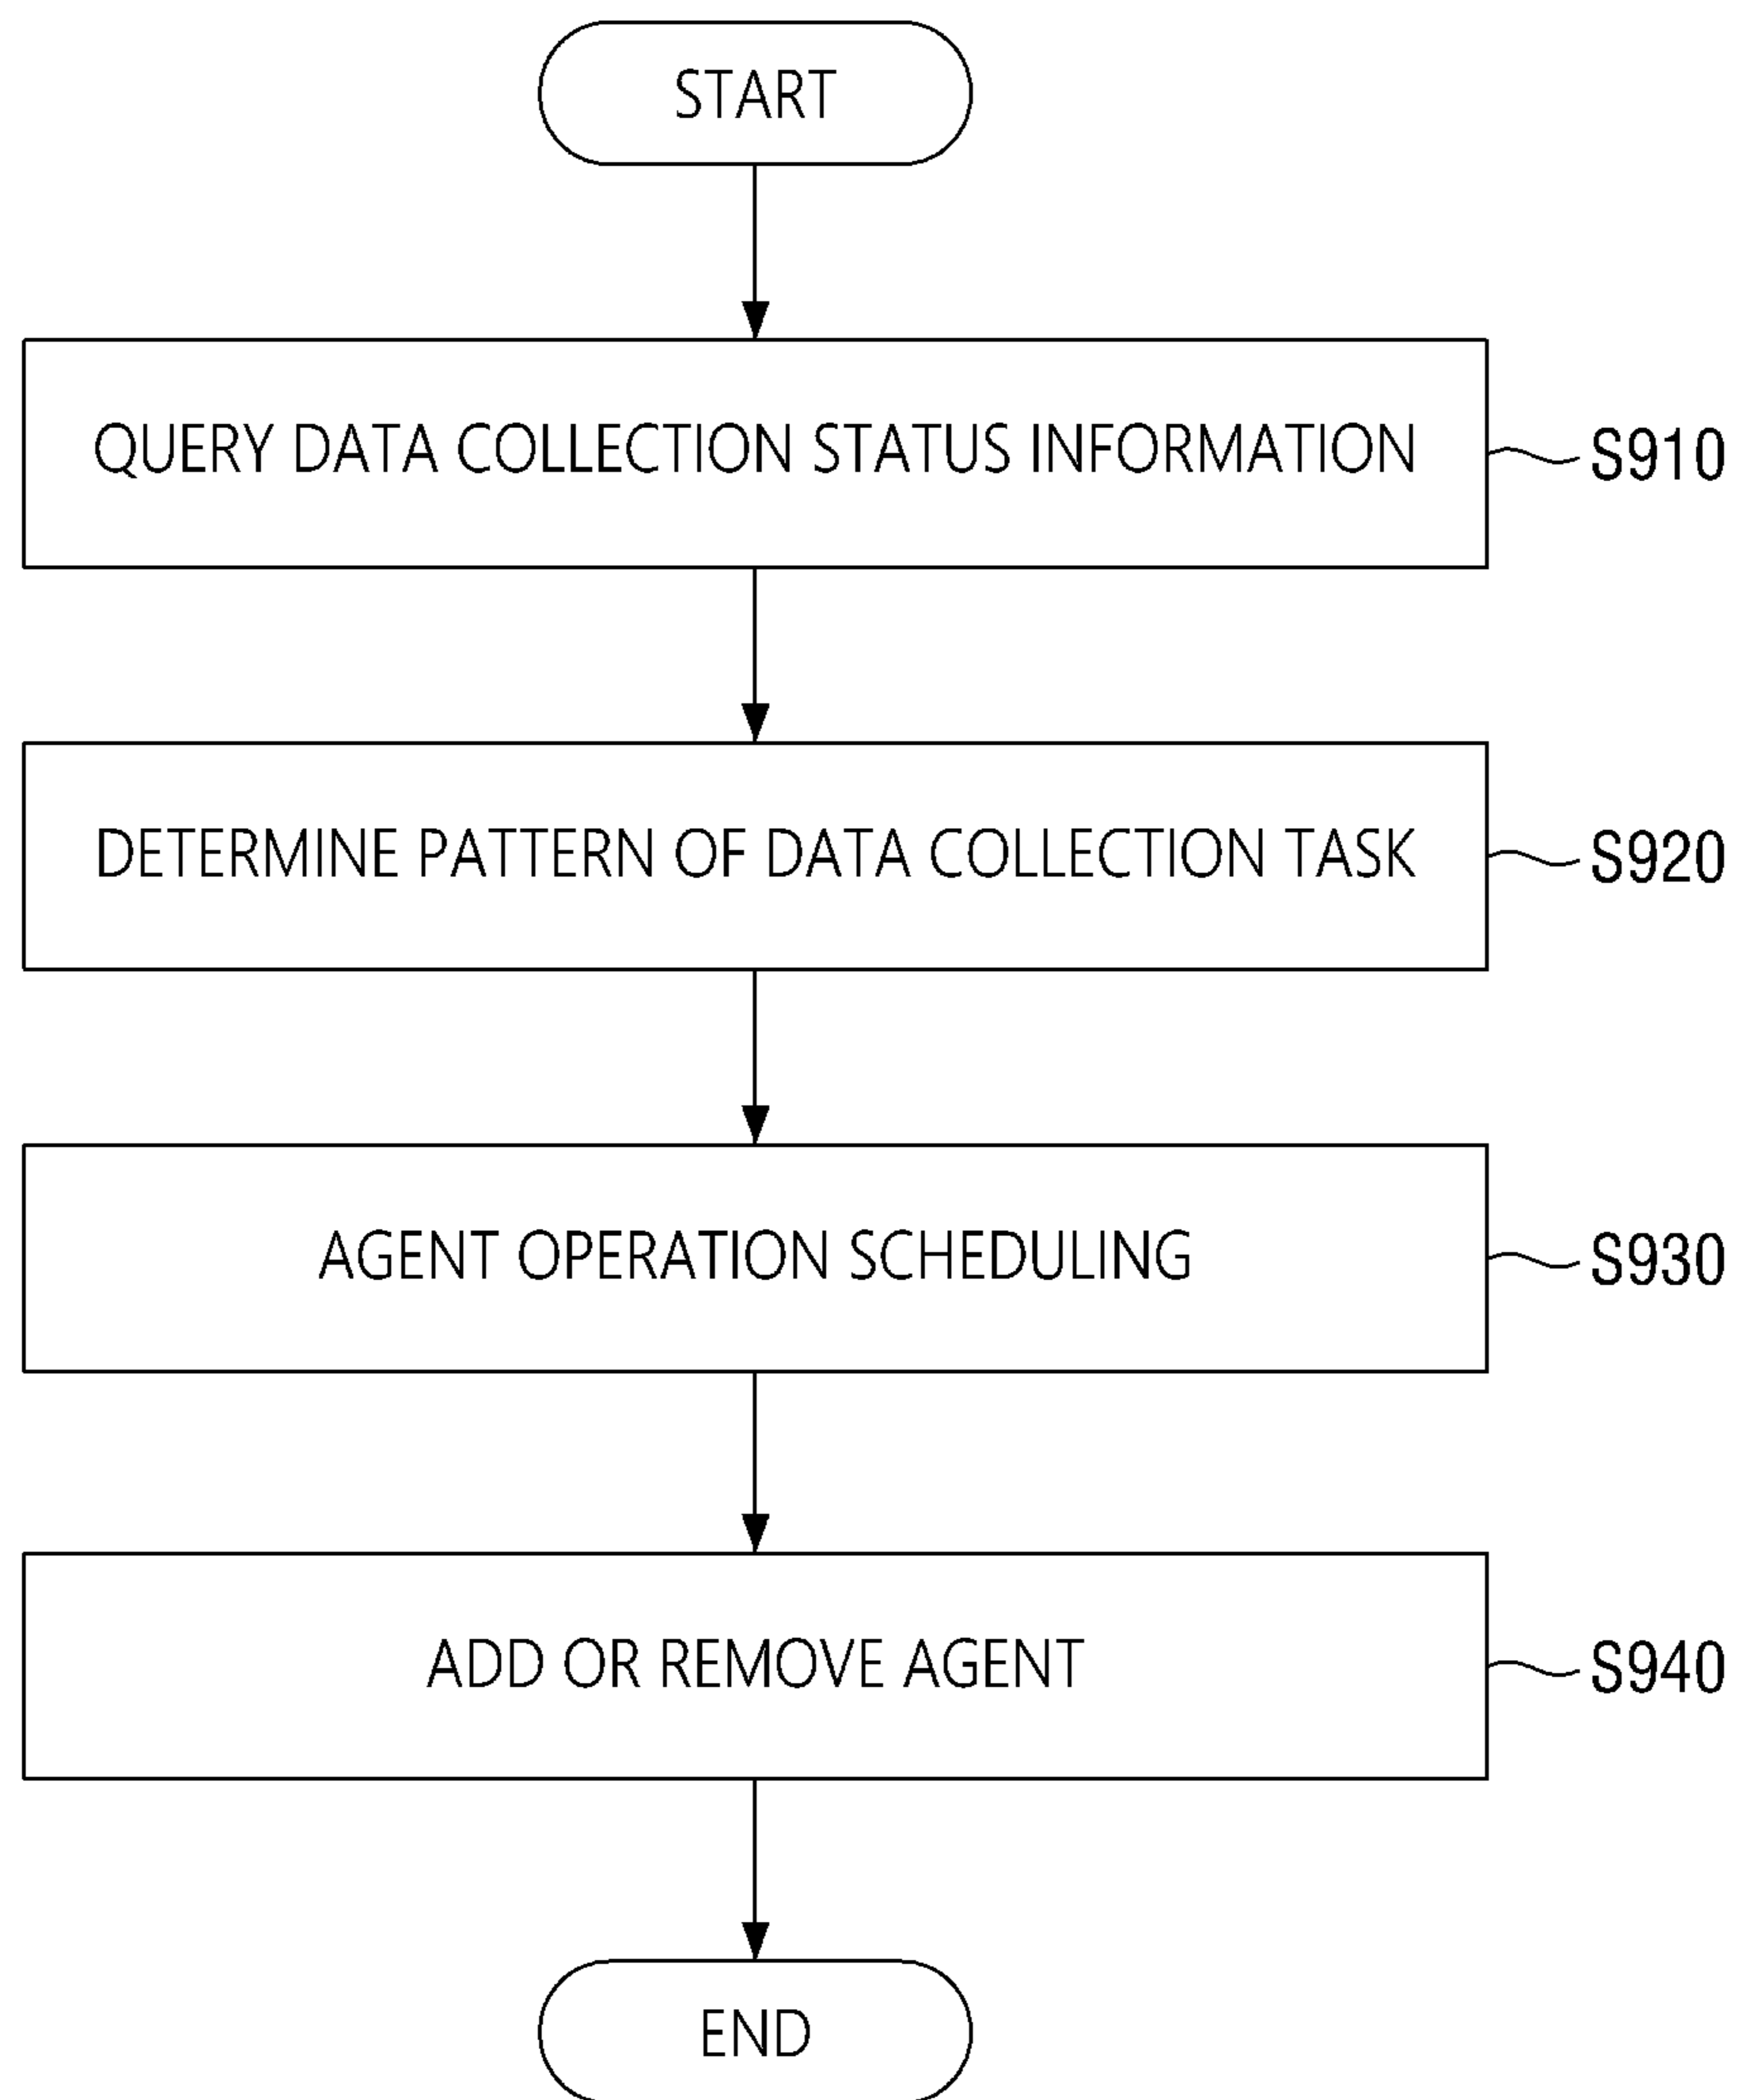 START
QUERY DATA COLLECTION STATUS INFORMATION
S910
DETERMINE PATTERN OF DATA COLLECTION TASK
S920
AGENT OPERATION SCHEDULING
S930
ADD OR REMOVE AGENT
S940
END